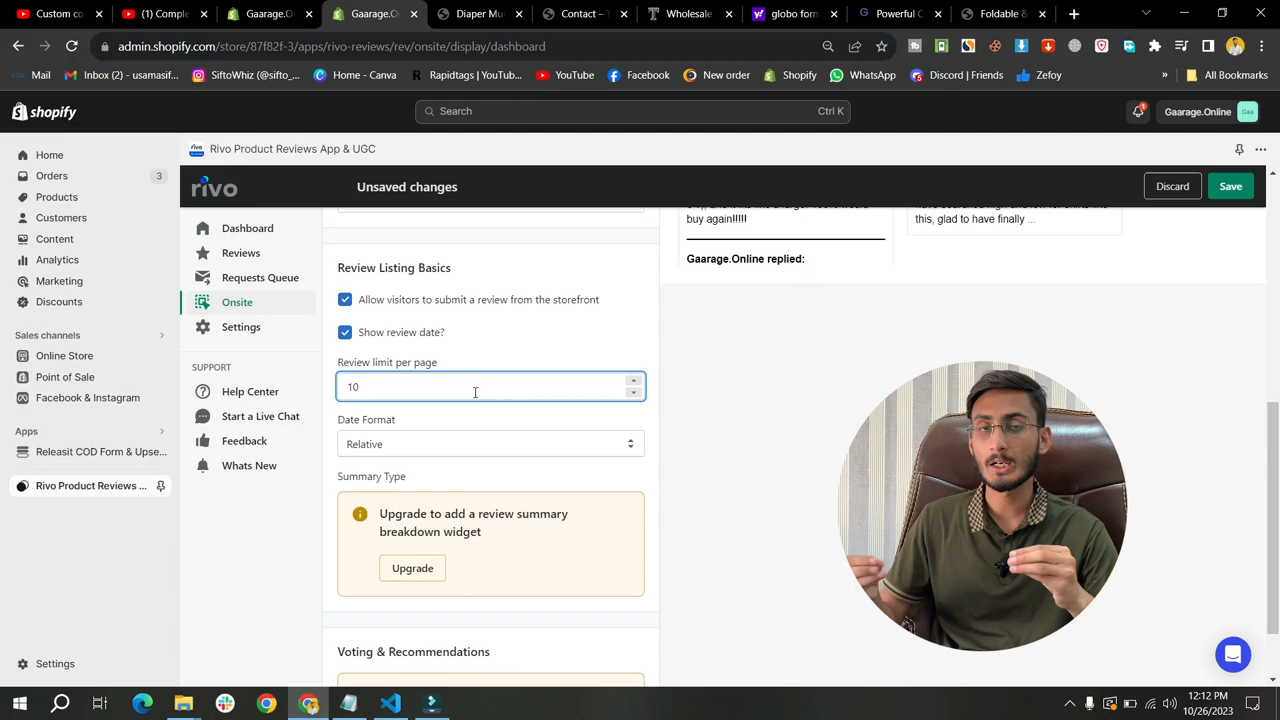 Custom co
(1) Comple
Gaarage.On
Gaarage.On
Diaper Mu
Contact – T
Wholesale
globo form
Powerful C
Foldable &
admin.shopify.com/store/87f82f-3/apps/rivo-reviews/rev/onsite/display/dashboard
Mail
Inbox (2) - usamasif...
SiftoWhiz (@sifto_...
Home - Canva
Rapidtags | YouTub...
YouTube
Facebook
New order
Shopify
WhatsApp
Discord | Friends
Zefoy
»
All Bookmarks
shopify
Search
Ctrl K
1
Gaarage.Online
Gaa
Home
Orders
3
Products
Customers
Content
Analytics
Marketing
Discounts
Sales channels
Online Store
Point of Sale
Facebook & Instagram
Apps
Releasit COD Form & Upse...
Rivo Product Reviews ...
Settings
rivo
Rivo Product Reviews App & UGC
rivo
Unsaved changes
Discard
Save
Dashboard
Reviews
Requests Queue
Onsite
Settings
SUPPORT
Help Center
Start a Live Chat
Feedback
Whats New
Review Listing Basics
Allow visitors to submit a review from the storefront
Show review date?
Review limit per page
10
Date Format
Relative
Summary Type
Upgrade to add a review summary
breakdown widget
Upgrade
Voting & Recommendations
buy again!!!!!
Gaarage.Online replied:
this, glad to have finally ...
12:12 PM
10/26/2023